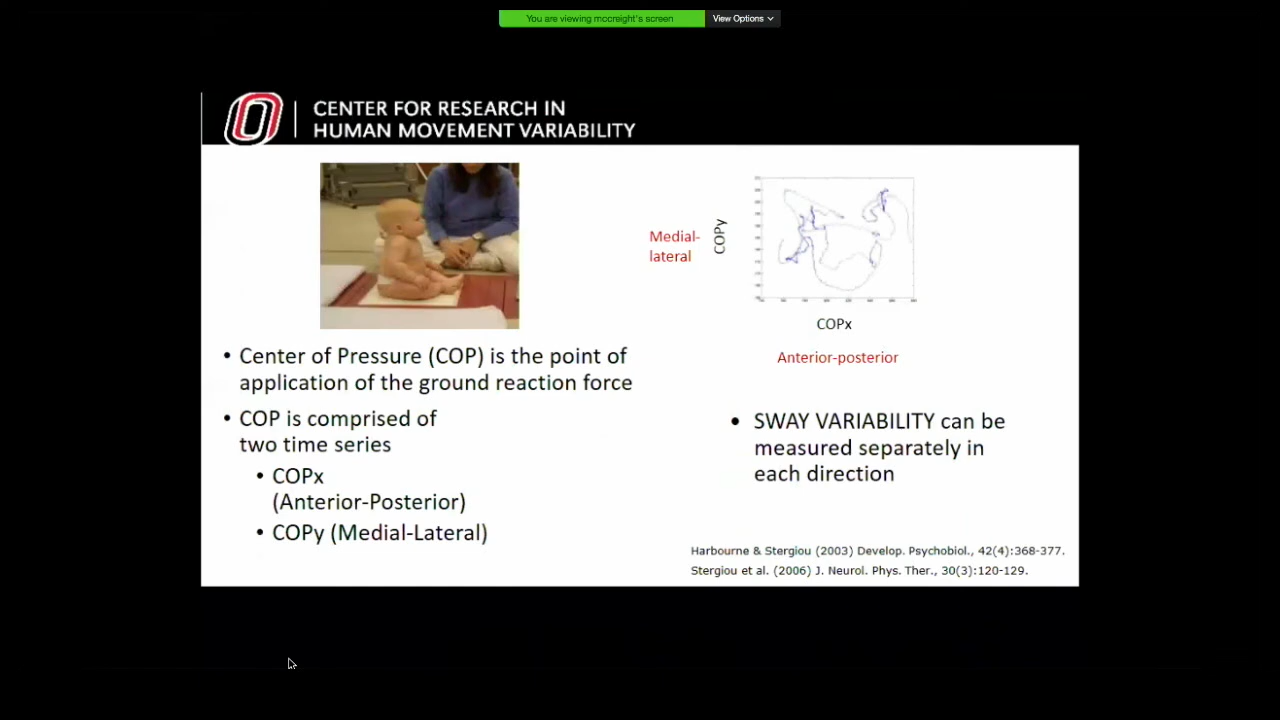 You are viewing mccreight's screen
View Options
CENTER FOR RESEARCH IN
HUMAN MOVEMENT VARIABILITY
Medial-
lateral
COPy
COPx
Anterior-posterior
• Center of Pressure (COP) is the point of
application of the ground reaction force
• COP is comprised of
two time series
• COPx
(Anterior-Posterior)
• COPy (Medial-Lateral)
• SWAY VARIABILITY can be
measured separately in
each direction
Harbourne & Stergiou (2003) Develop. Psychobiol., 42(4):368-377.
Stergiou et al. (2006) J. Neurol. Phys. Ther., 30(3):120-129.